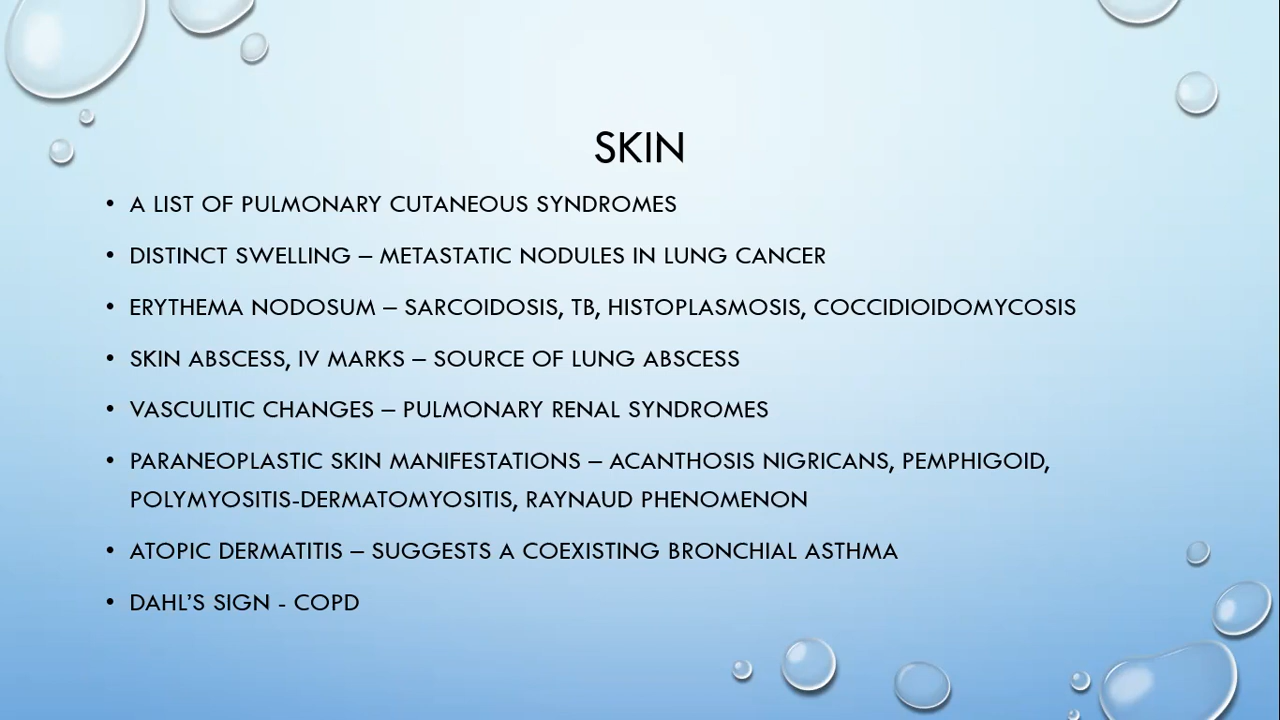 SKIN
• A LIST OF PULMONARY CUTANEOUS SYNDROMES
• DISTINCT SWELLING – METASTATIC NODULES IN LUNG CANCER
• ERYTHEMA NODOSUM – SARCOIDOSIS, TB, HISTOPLASMOSIS, COCCIDIOIDOMYCOSIS
• SKIN ABSCESS, IV MARKS – SOURCE OF LUNG ABSCESS
• VASCULITIC CHANGES – PULMONARY RENAL SYNDROMES
• PARANEOPLASTIC SKIN MANIFESTATIONS – ACANTHOSIS NIGRICANS, PEMPHIGOID,
POLYMYOSITIS-DERMATOMYOSITIS, RAYNAUD PHENOMENON
• ATOPIC DERMATITIS – SUGGESTS A COEXISTING BRONCHIAL ASTHMA
• DAHL’S SIGN - COPD